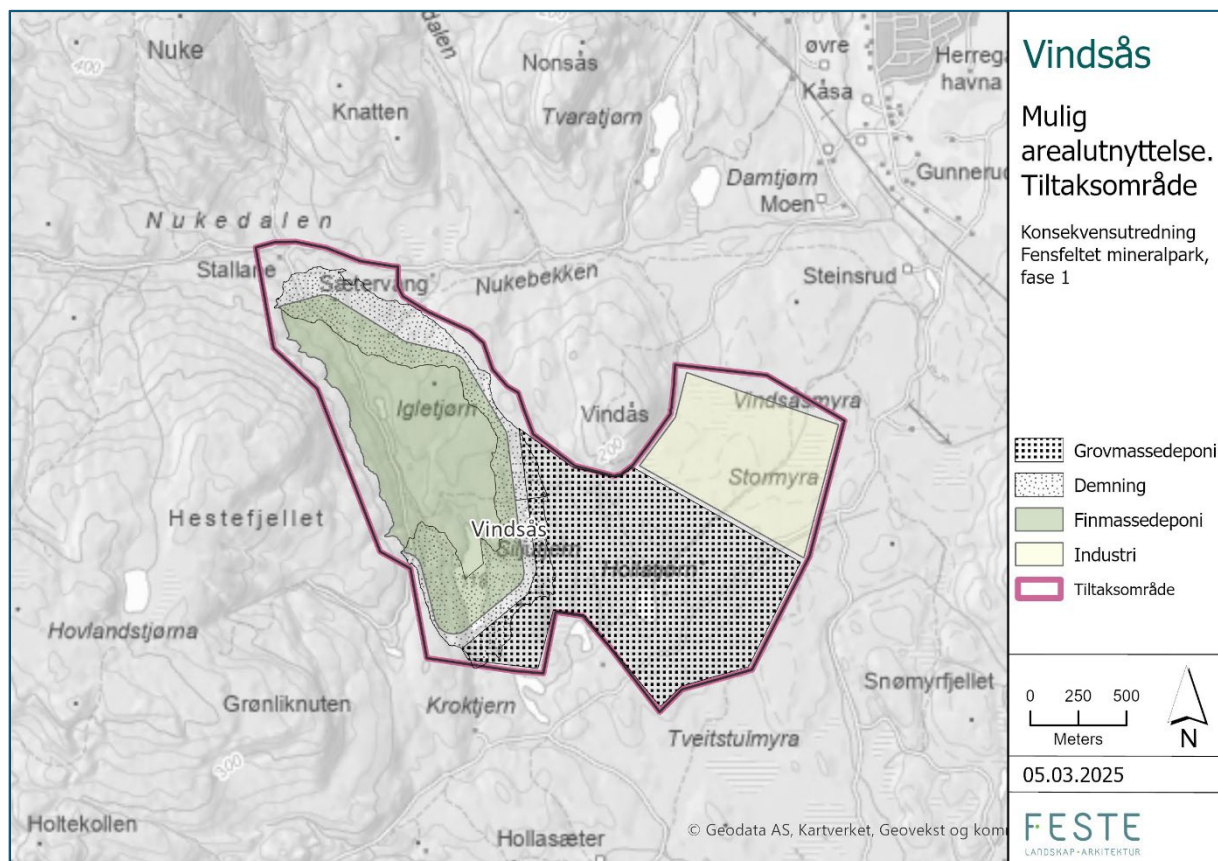 Vindsås
Mulig
arealutnyttelse.
Tiltaksområde
Konsekvensutredning
Fensfeltet mineralpark,
fase 1
Grovmassedeponi
Demning
Finmassedeponi
Industri
Tiltaksområde
0 250 500
Meters
N
05.03.2025
FESTE
LANDSKAP • ARKITEKTUR
Nuke
400
Knatten
Nonsås
Tvaratjørn
øvre
Kåsa
Damtjørn
Moen
Gunnerud
Nukedalen
Stallane
Sætervang
Nukebekken
Steinsrud
Igletjørn
Vindås
200
Vindsåsmyra
Stormyra
Hestefjellet
Vindsås
Hovlandstjørna
Grønliknuten
Kroktjern
300
Snømyrfjellet
Tveitstulmyra
Holtekollen
Hollasæter
© Geodata AS, Kartverket, Geovekst og kom